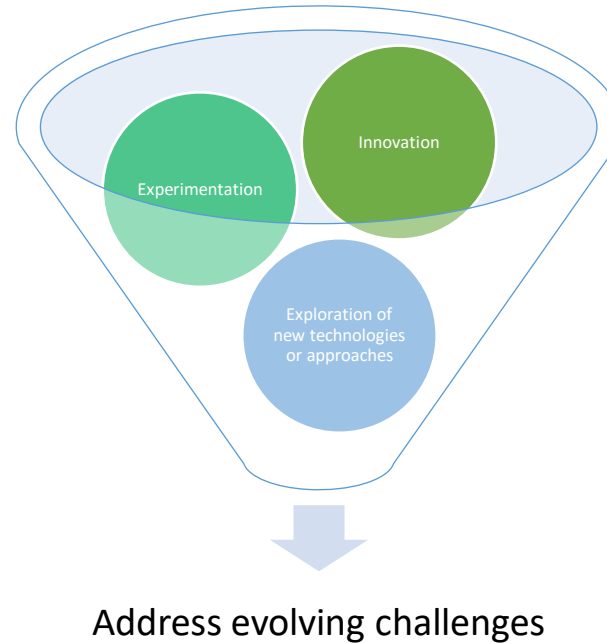 Innovation
Experimentation
Exploration of
new technologies
or approaches
Address evolving challenges